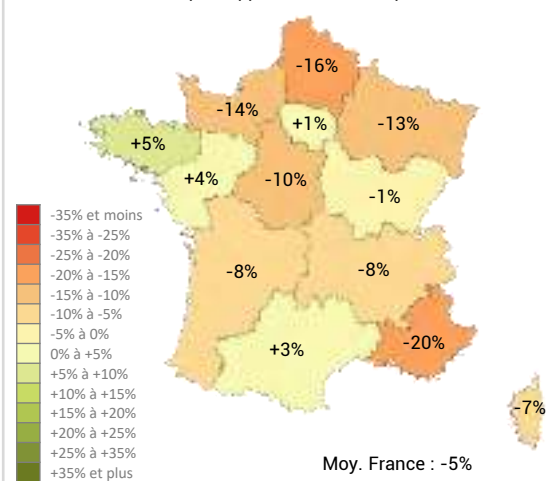 -16%
-14%
+1%
-13%
+5%
+4%
-10%
-1%
-8%
-8%
+3%
-20%
-7%
-35% et moins
-35% à -25%
-25% à -20%
-20% à -15%
-15% à -10%
-10% à -5%
-5% à 0%
0% à +5%
+5% à +10%
+10% à +15%
+15% à +20%
+20% à +25%
+25% à +35%
+35% et plus
Moy. France : -5%